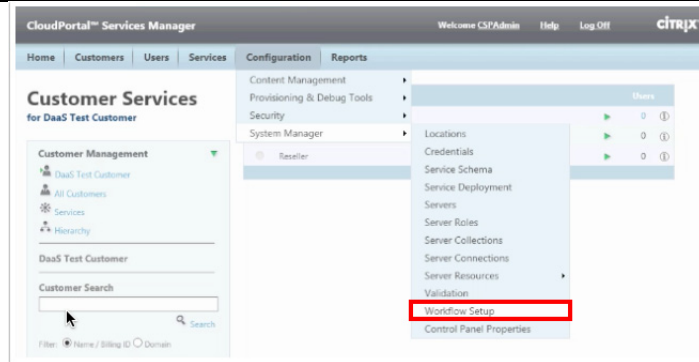 CloudPortal™ Services Manager
Welcome CSPAdmin Help Log Off
CITRIX
Home Customers Users Services Configuration Reports
Customer Services
for DaaS Test Customer
Customer Management
DaaS Test Customer
All Customers
Services
Hierarchy
DaaS Test Customer
Customer Search
Search
Filter: Name / Billing ID Domain
Content Management
Provisioning & Debug Tools
Security
System Manager
Users
0
0
Reseller
0
Locations
Credentials
Service Schema
Service Deployment
Servers
Server Roles
Server Collections
Server Connections
Server Resources
Validation
Workflow Setup
Control Panel Properties